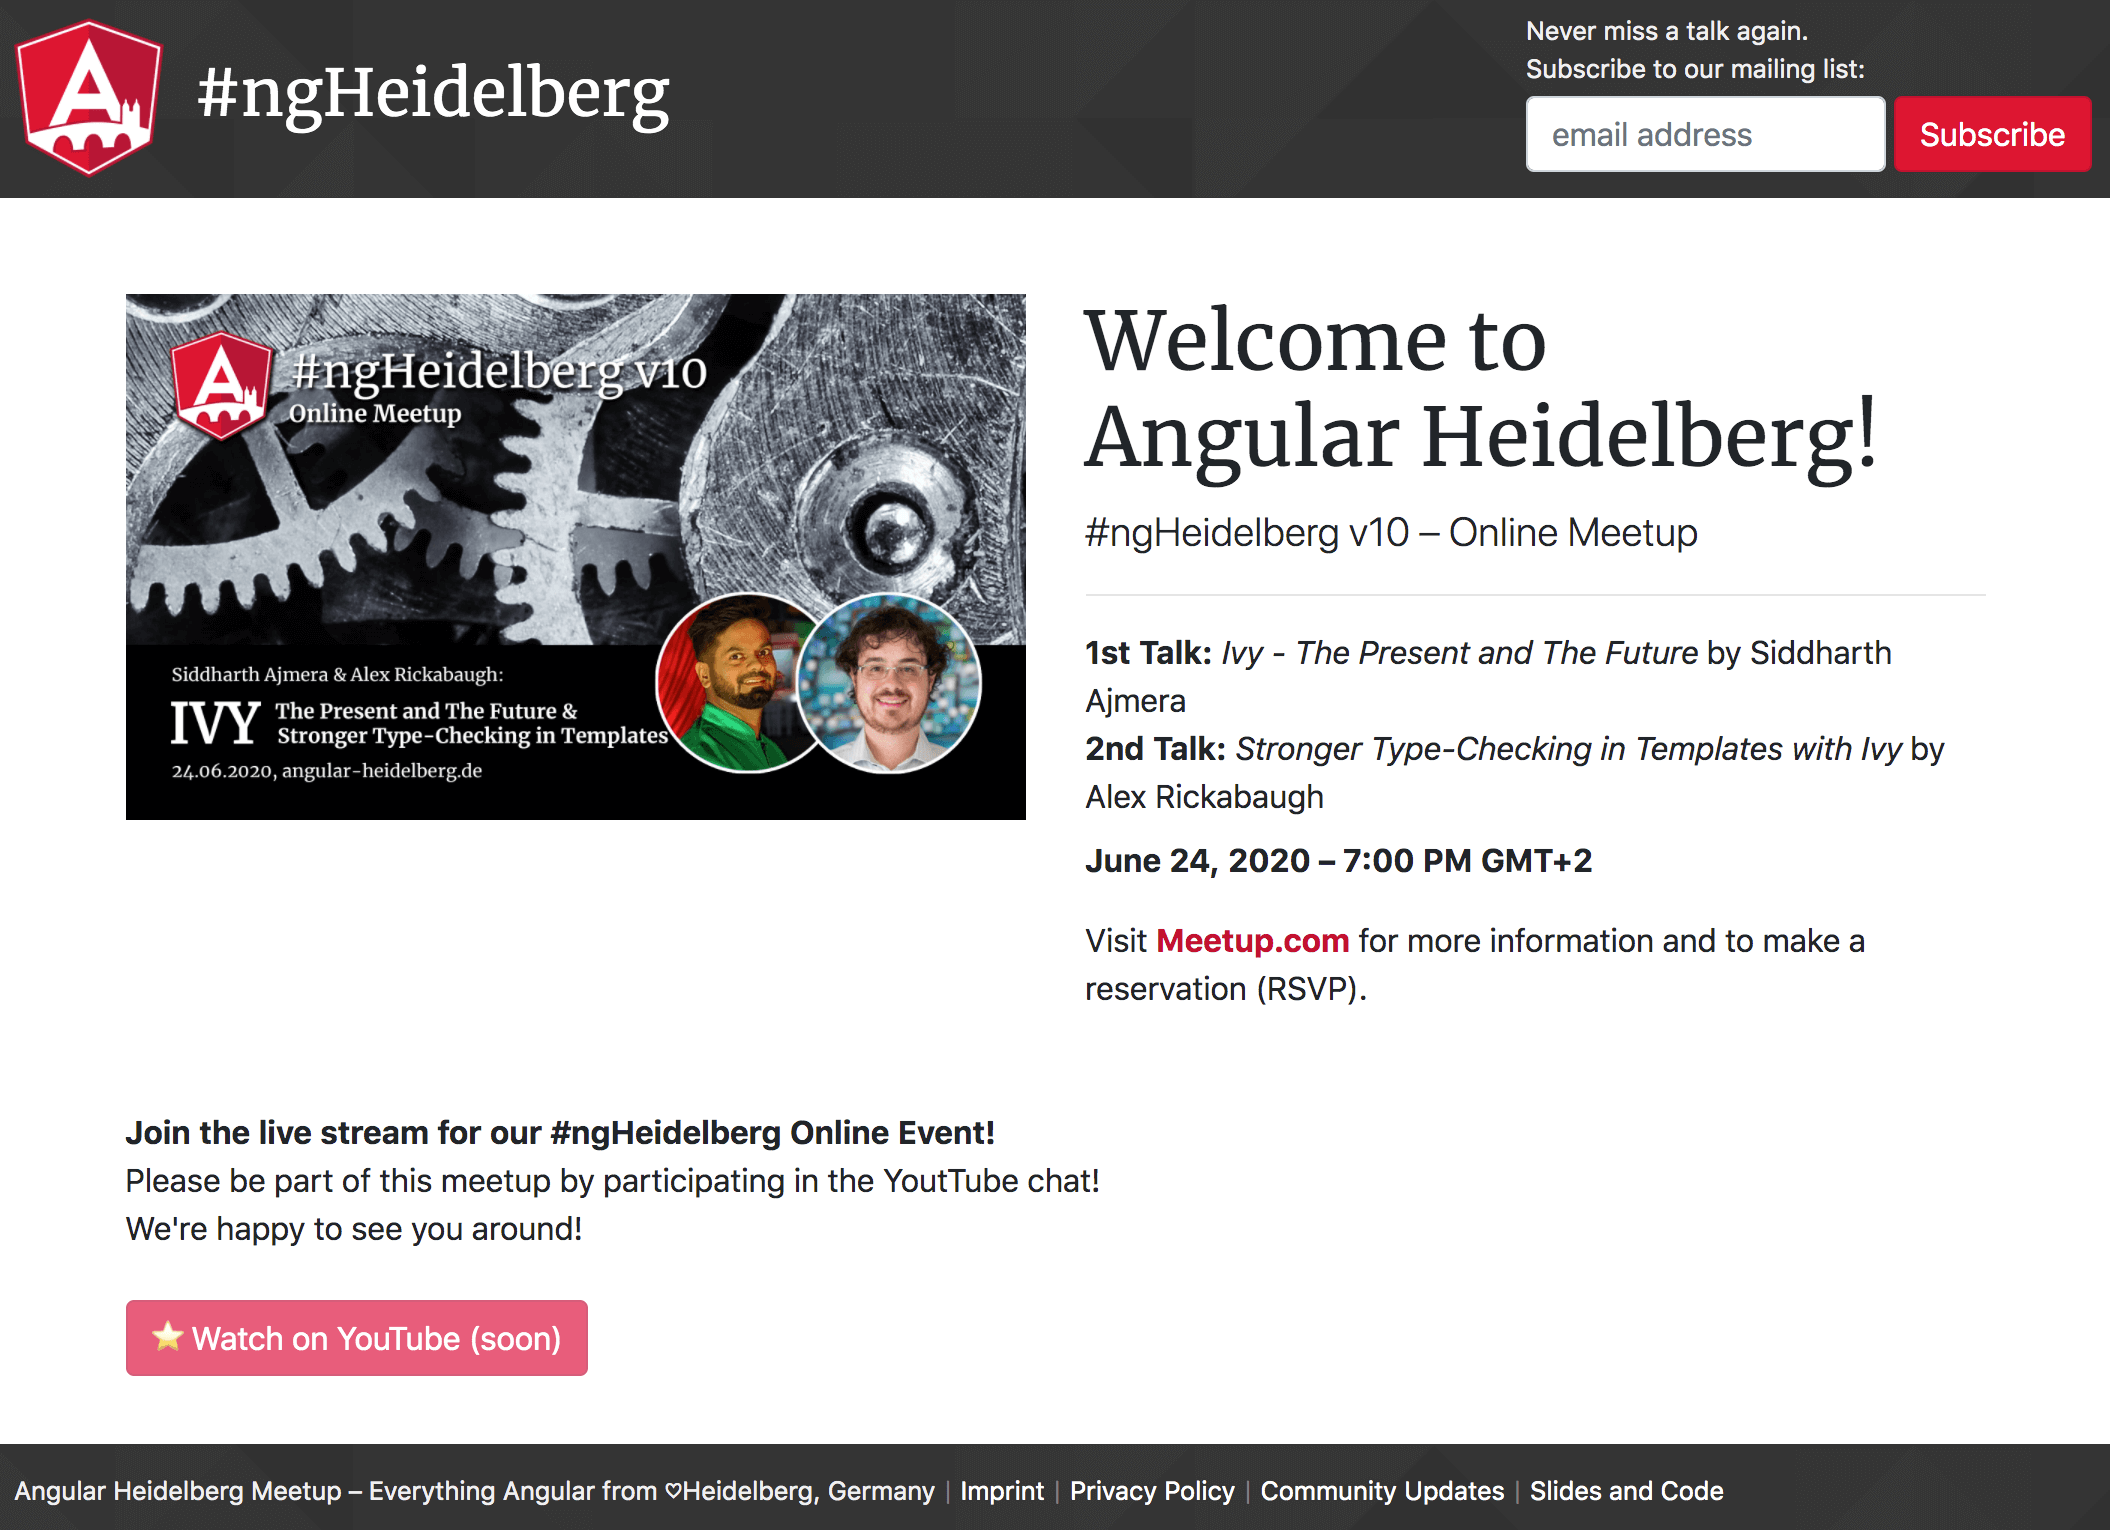 #ngHeidelberg
Never miss a talk again.
Subscribe to our mailing list:
email address
Subscribe
#ngHeidelberg v10
Online Meetup
Siddharth Ajmera & Alex Rickabaugh:
IVY The Present and The Future &
Stronger Type-Checking in Templates
24.06.2020, angular-heidelberg.de
Welcome to
Angular Heidelberg!
#ngHeidelberg v10 – Online Meetup
1st Talk: Ivy - The Present and The Future by Siddharth
Ajmera
2nd Talk: Stronger Type-Checking in Templates with Ivy by
Alex Rickabaugh
June 24, 2020 – 7:00 PM GMT+2
Visit Meetup.com for more information and to make a
reservation (RSVP).
Join the live stream for our #ngHeidelberg Online Event!
Please be part of this meetup by participating in the YoutTube chat!
We're happy to see you around!
⭐ Watch on YouTube (soon)
Angular Heidelberg Meetup – Everything Angular from ♡Heidelberg, Germany | Imprint | Privacy Policy | Community Updates | Slides and Code